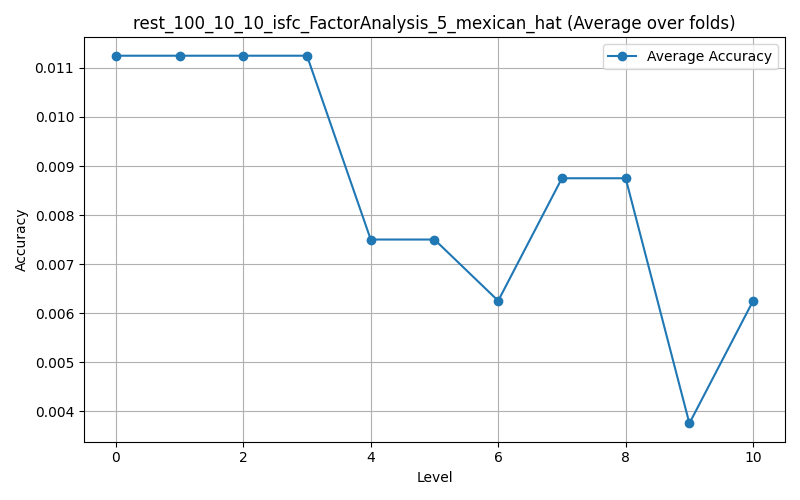 rest_100_10_10_isfc_FactorAnalysis_5_mexican_hat (Average over folds)
Average Accuracy
0.011
0.010
0.009
0.008
0.007
0.006
0.005
0.004
Accuracy
0 2 4 6 8 10
Level